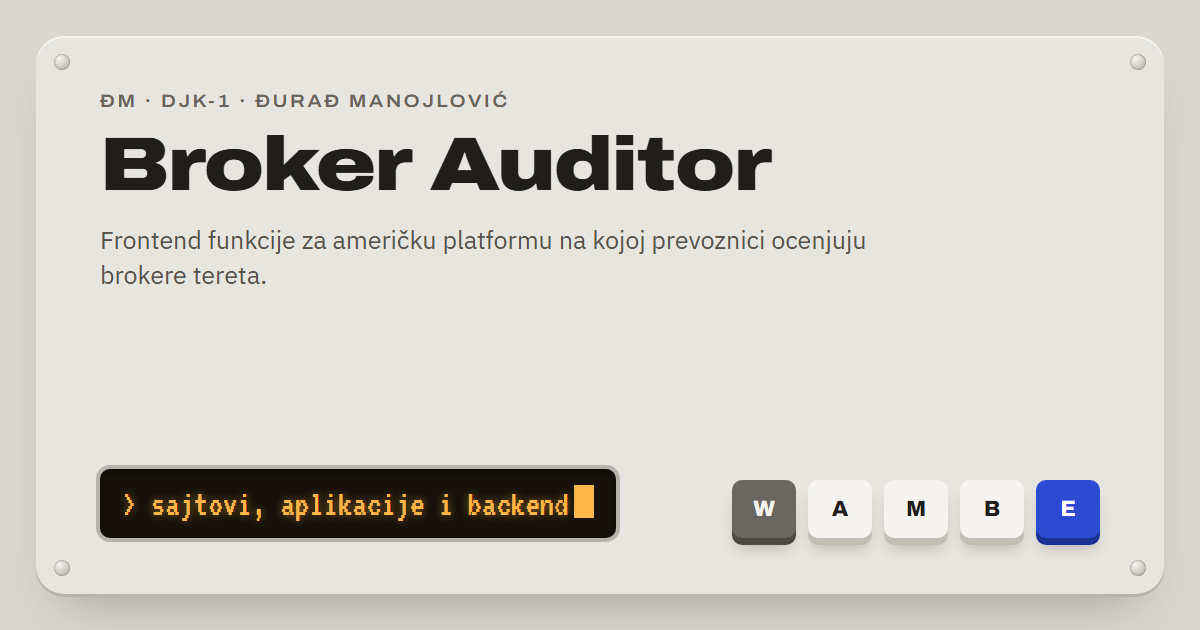 ĐM · DJK-1 · ĐURAĐ MANOJLOVIĆ
Broker Auditor
Frontend funkcije za američku platformu na kojoj prevoznici ocenjuju
brokere tereta.
> sajtovi, aplikacije i backend
W A M B E